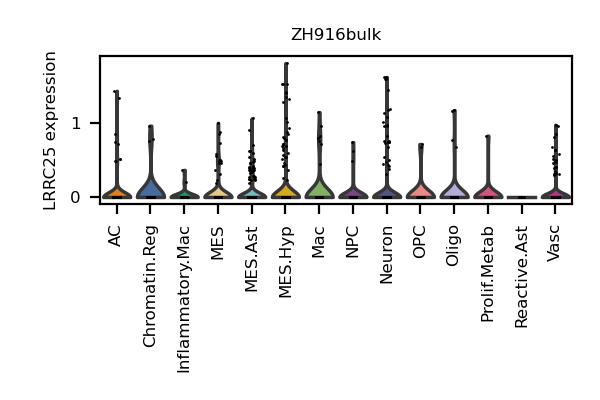 ZH916bulk
LRRC25 expression
1
0
AC
Chromatin.Reg
Inflammatory.Mac
MES
MES.Ast
MES.Hyp
Mac
NPC
Neuron
OPC
Oligo
Prolif.Metab
Reactive.Ast
Vasc